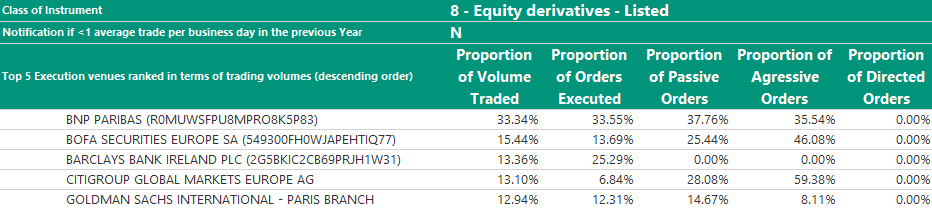 Class of Instrument 8 - Equity derivatives - Listed
Notification if <1 average trade per business day in the previous Year N
Top 5 Execution venues ranked in terms of trading volumes (descending order) Proportion of Volume Traded Proportion of Orders Executed Proportion of Passive Orders Proportion of Agressive Orders Proportion of Directed Orders
BNP PARIBAS (R0MUWSFPU8MPRO8K5P83) 33.34% 33.55% 37.76% 35.54% 0.00%
BOFA SECURITIES EUROPE SA (549300FH0WJAPEHTIQ77) 15.44% 13.69% 25.44% 46.08% 0.00%
BARCLAYS BANK IRELAND PLC (2G5BKIC2CB69PRJH1W31) 13.36% 25.29% 0.00% 0.00% 0.00%
CITIGROUP GLOBAL MARKETS EUROPE AG 13.10% 6.84% 28.08% 59.38% 0.00%
GOLDMAN SACHS INTERNATIONAL - PARIS BRANCH 12.94% 12.31% 14.67% 8.11% 0.00%